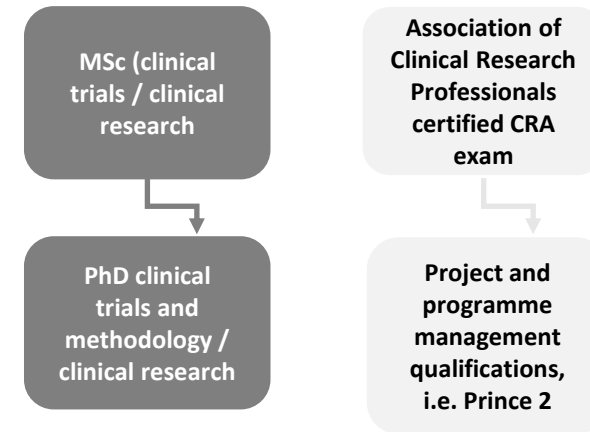 MSc (clinical
trials / clinical
research
PhD clinical
trials and
methodology /
clinical research
Association of
Clinical Research
Professionals
certified CRA
exam
Project and
programme
management
qualifications,
i.e. Prince 2